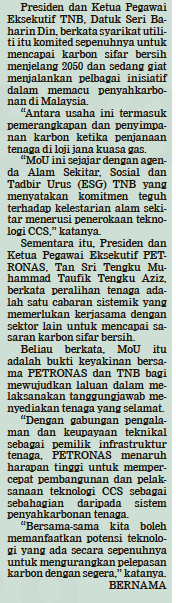 Presiden dan Ketua Pegawai
Eksekutif TNB, Datuk Seri Ba-
harin Din, berkata syarikat utili-
ti itu komited sepenuhnya untuk
mencapai karbon sifar bersih
menjelang 2050 dan sedang giat
menjalankan pelbagai inisiatif
dalam memacu penyahkarbo-
nan di Malaysia.
"Antara usaha ini termasuk
pemerangkapan dan penyimpa-
nan karbon ketika penjanaan
tenaga di loji jana kuasa gas.
"MoU ini sejajar dengan agen-
da Alam Sekitar, Sosial dan
Tadbir Urus (ESG) TNB yang
menyatakan komitmen teguh
terhadap kelestarian alam seki-
tar menerusi penerokaan tekno-
logi CCS," katanya.
Sementara itu, Presiden dan
Ketua Pegawai Eksekutif PET-
RONAS, Tan Sri Tengku Mu-
hammad Taufik Tengku Aziz,
berkata peralihan tenaga ada-
lah satu cabaran sistemik yang
memerlukan kerjasama dengan
sektor lain untuk mencapai sa-
saran karbon sifar bersih.
Beliau berkata, MoU itu
adalah bukti keyakinan bersa-
ma PETRONAS dan TNB bagi
mewujudkan laluan dalam me-
laksanakan tanggungjawab me-
nyediakan tenaga yang selamat.
"Dengan gabungan pengala-
man dan keupayaan teknikal
sebagai pemilik infrastruktur
tenaga, PETRONAS menaruh
harapan tinggi untuk memper-
cepat pembangunan dan pelak-
sanaan teknologi CCS sebagai
sebahagian daripada sistem
penyahkarbonan tenaga.
"Bersama-sama kita boleh
memanfaatkan potensi teknolo-
gi yang ada secara sepenuhnya
untuk mengurangkan pelepasan
karbon dengan segera," katanya.
BERNAMA